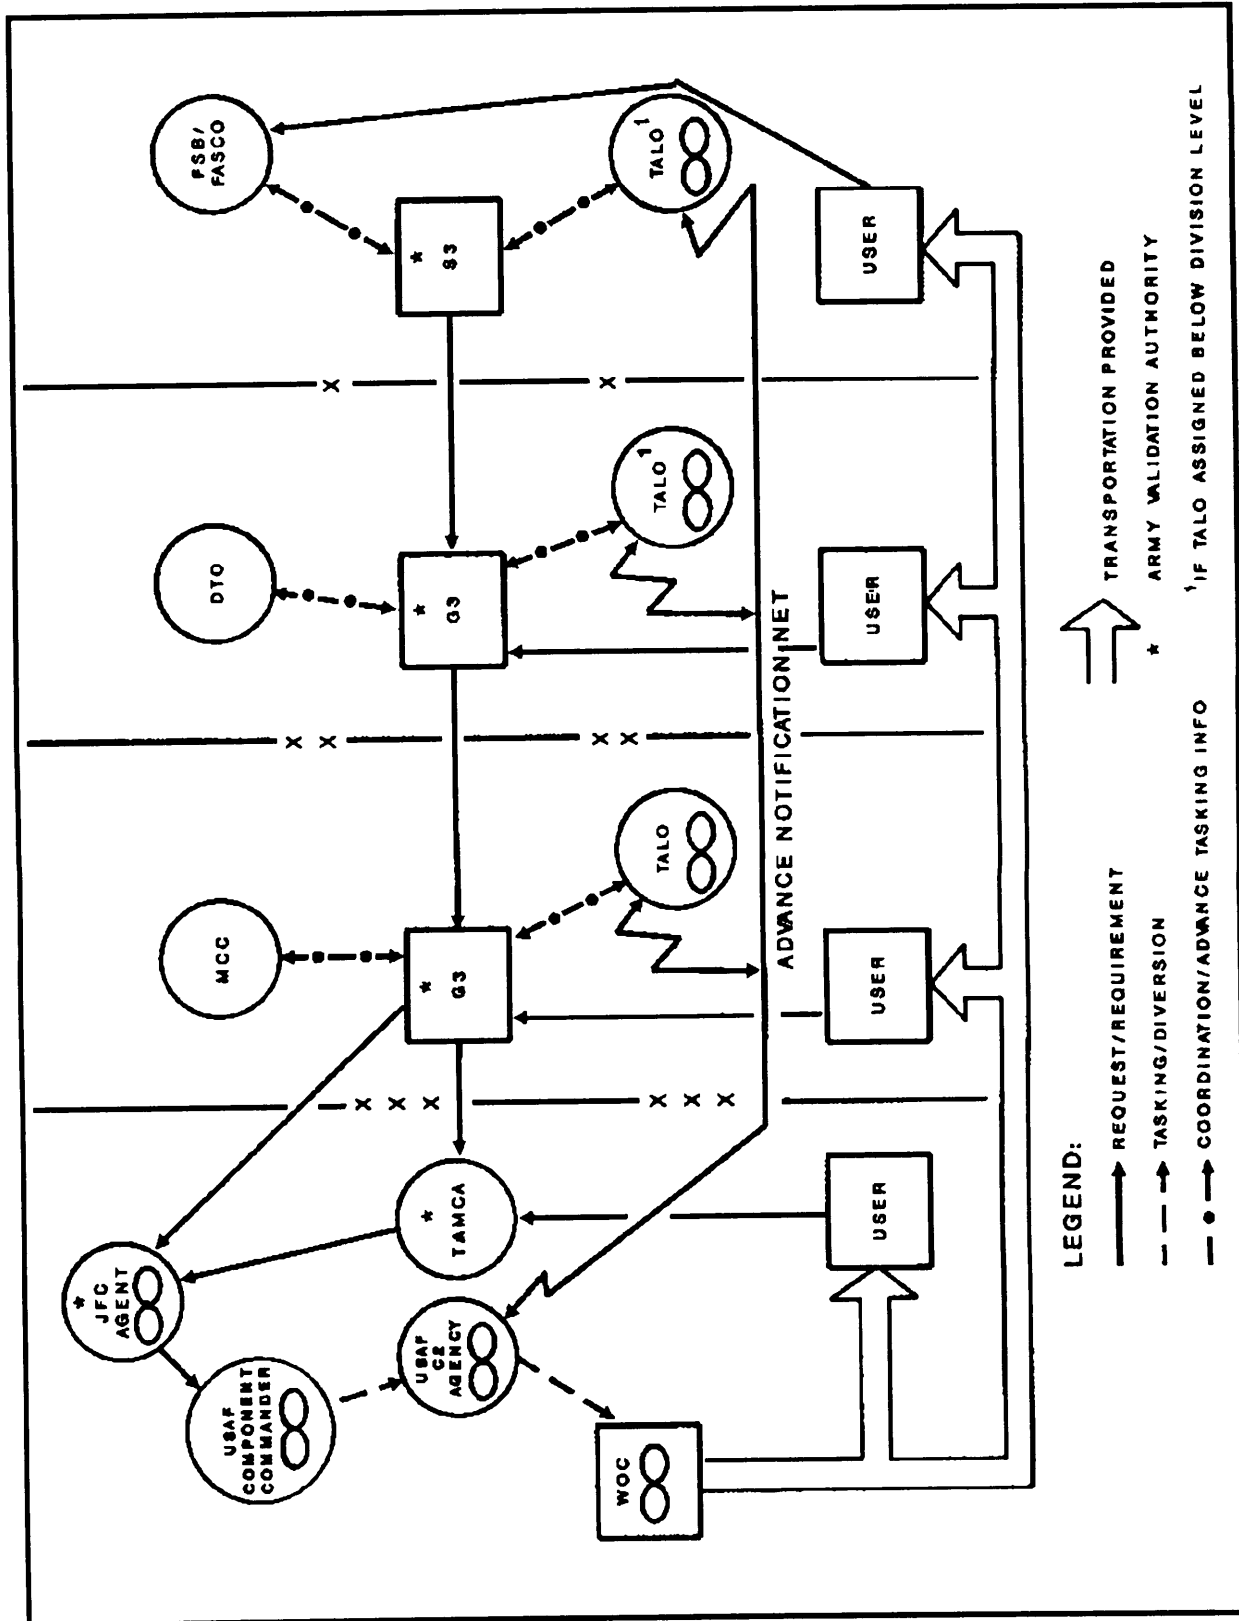 *
JFC
AGENT
USAF
COMPONENT
COMMANDER
MCC
DTO
FSB/
FASCO
X X X
X X
X
USAF
C2
AGENCY
*
TAMCA
*
G3
*
G3
*
S3
WOC
TALO
TALO¹
TALO¹
X X X
X X
X
ADVANCE NOTIFICATION NET
USER
USER
USER
USER
LEGEND:
REQUEST/REQUIREMENT
TASKING/DIVERSION
COORDINATION/ADVANCE TASKING INFO
TRANSPORTATION PROVIDED
* ARMY VALIDATION AUTHORITY
¹IF TALO ASSIGNED BELOW DIVISION LEVEL